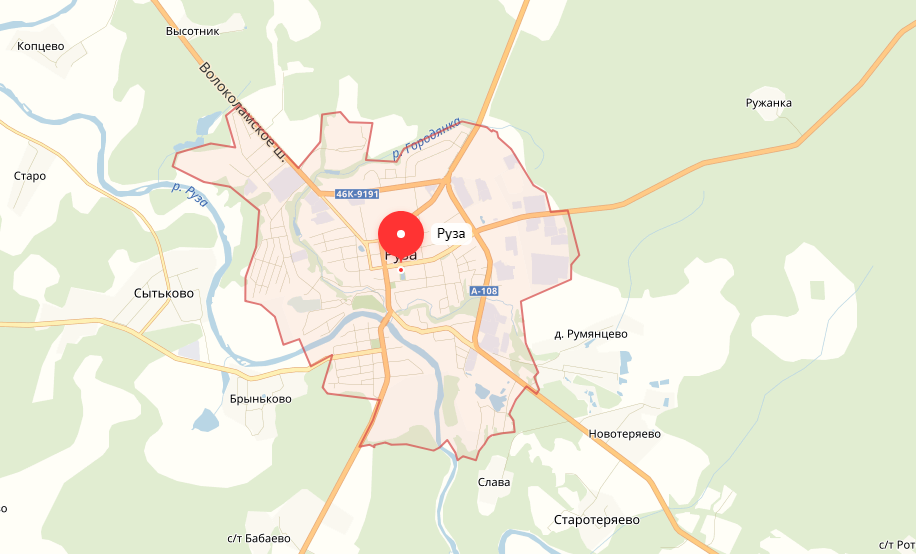 Высотник
Копцево
Волоколамское ш.
Ружанка
р. Городянка
Старо
р. Руза
46К-9191
Руза
Руза
Сытьково
А-108
д. Румянцево
Брыньково
Новотеряево
Слава
Старотеряево
с/т Бабаево
с/т Рот